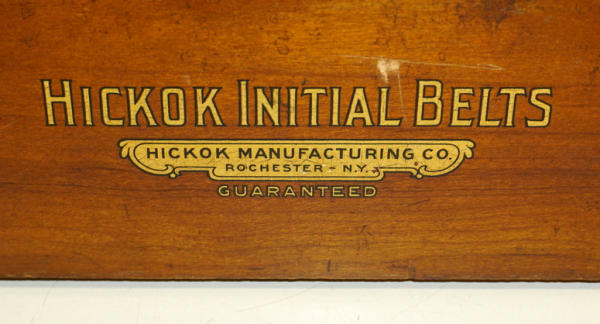 HICKOK INITIAL BELTS
HICKOK MANUFACTURING CO.
ROCHESTER - N.Y.
GUARANTEED